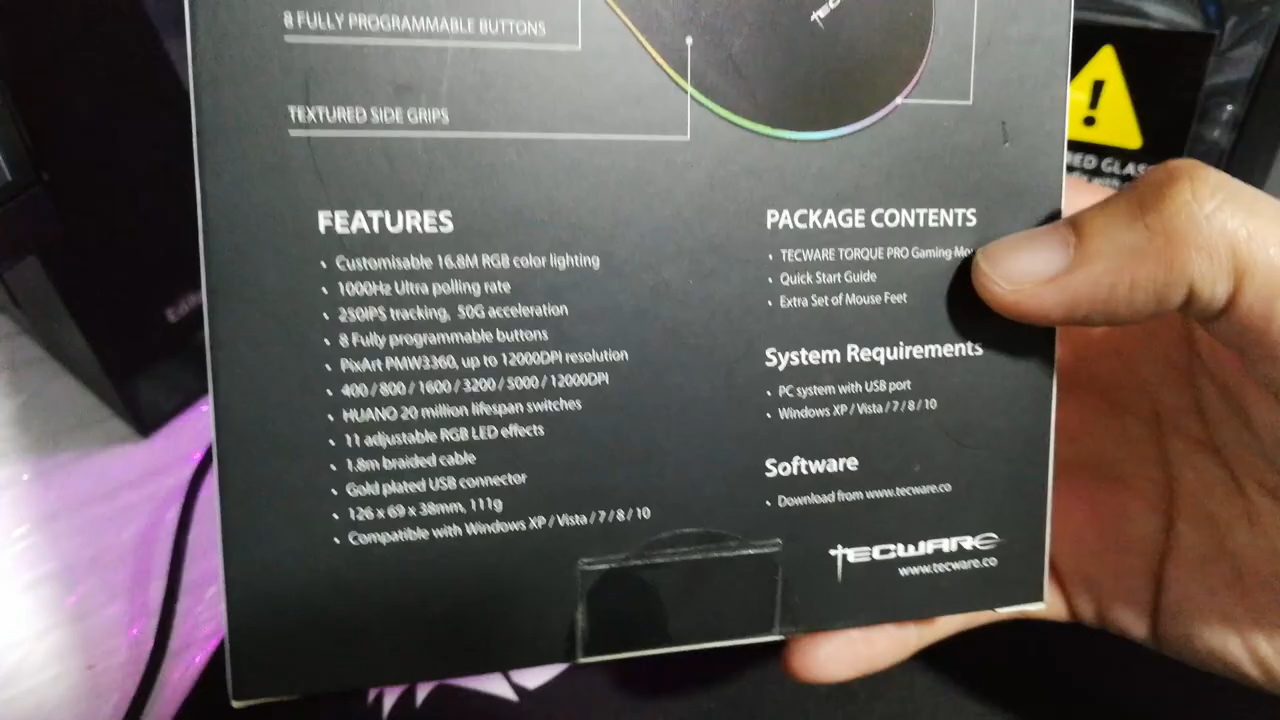 8 FULLY PROGRAMMABLE BUTTONS
TEXTURED SIDE GRIPS
FEATURES
Customisable 16.8M RGB color lighting
1000Hz Ultra polling rate
250IPS tracking, 50G acceleration
8 Fully programmable buttons
PixArt PMW3360, up to 12000DPI resolution
400 / 800 / 1600 / 3200 / 5000 / 12000DPI
HUANO 20 million lifespan switches
11 adjustable RGB LED effects
1.8m braided cable
Gold plated USB connector
126 x 69 x 38mm, 111g
Compatible with Windows XP / Vista / 7 / 8 / 10
PACKAGE CONTENTS
TECWARE TORQUE PRO Gaming
Quick Start Guide
Extra Set of Mouse Feet
System Requirements
PC system with USB port
Windows XP / Vista / 7 / 8 / 10
Software
Download from www.tecware.co
TECWARE
www.tecware.co